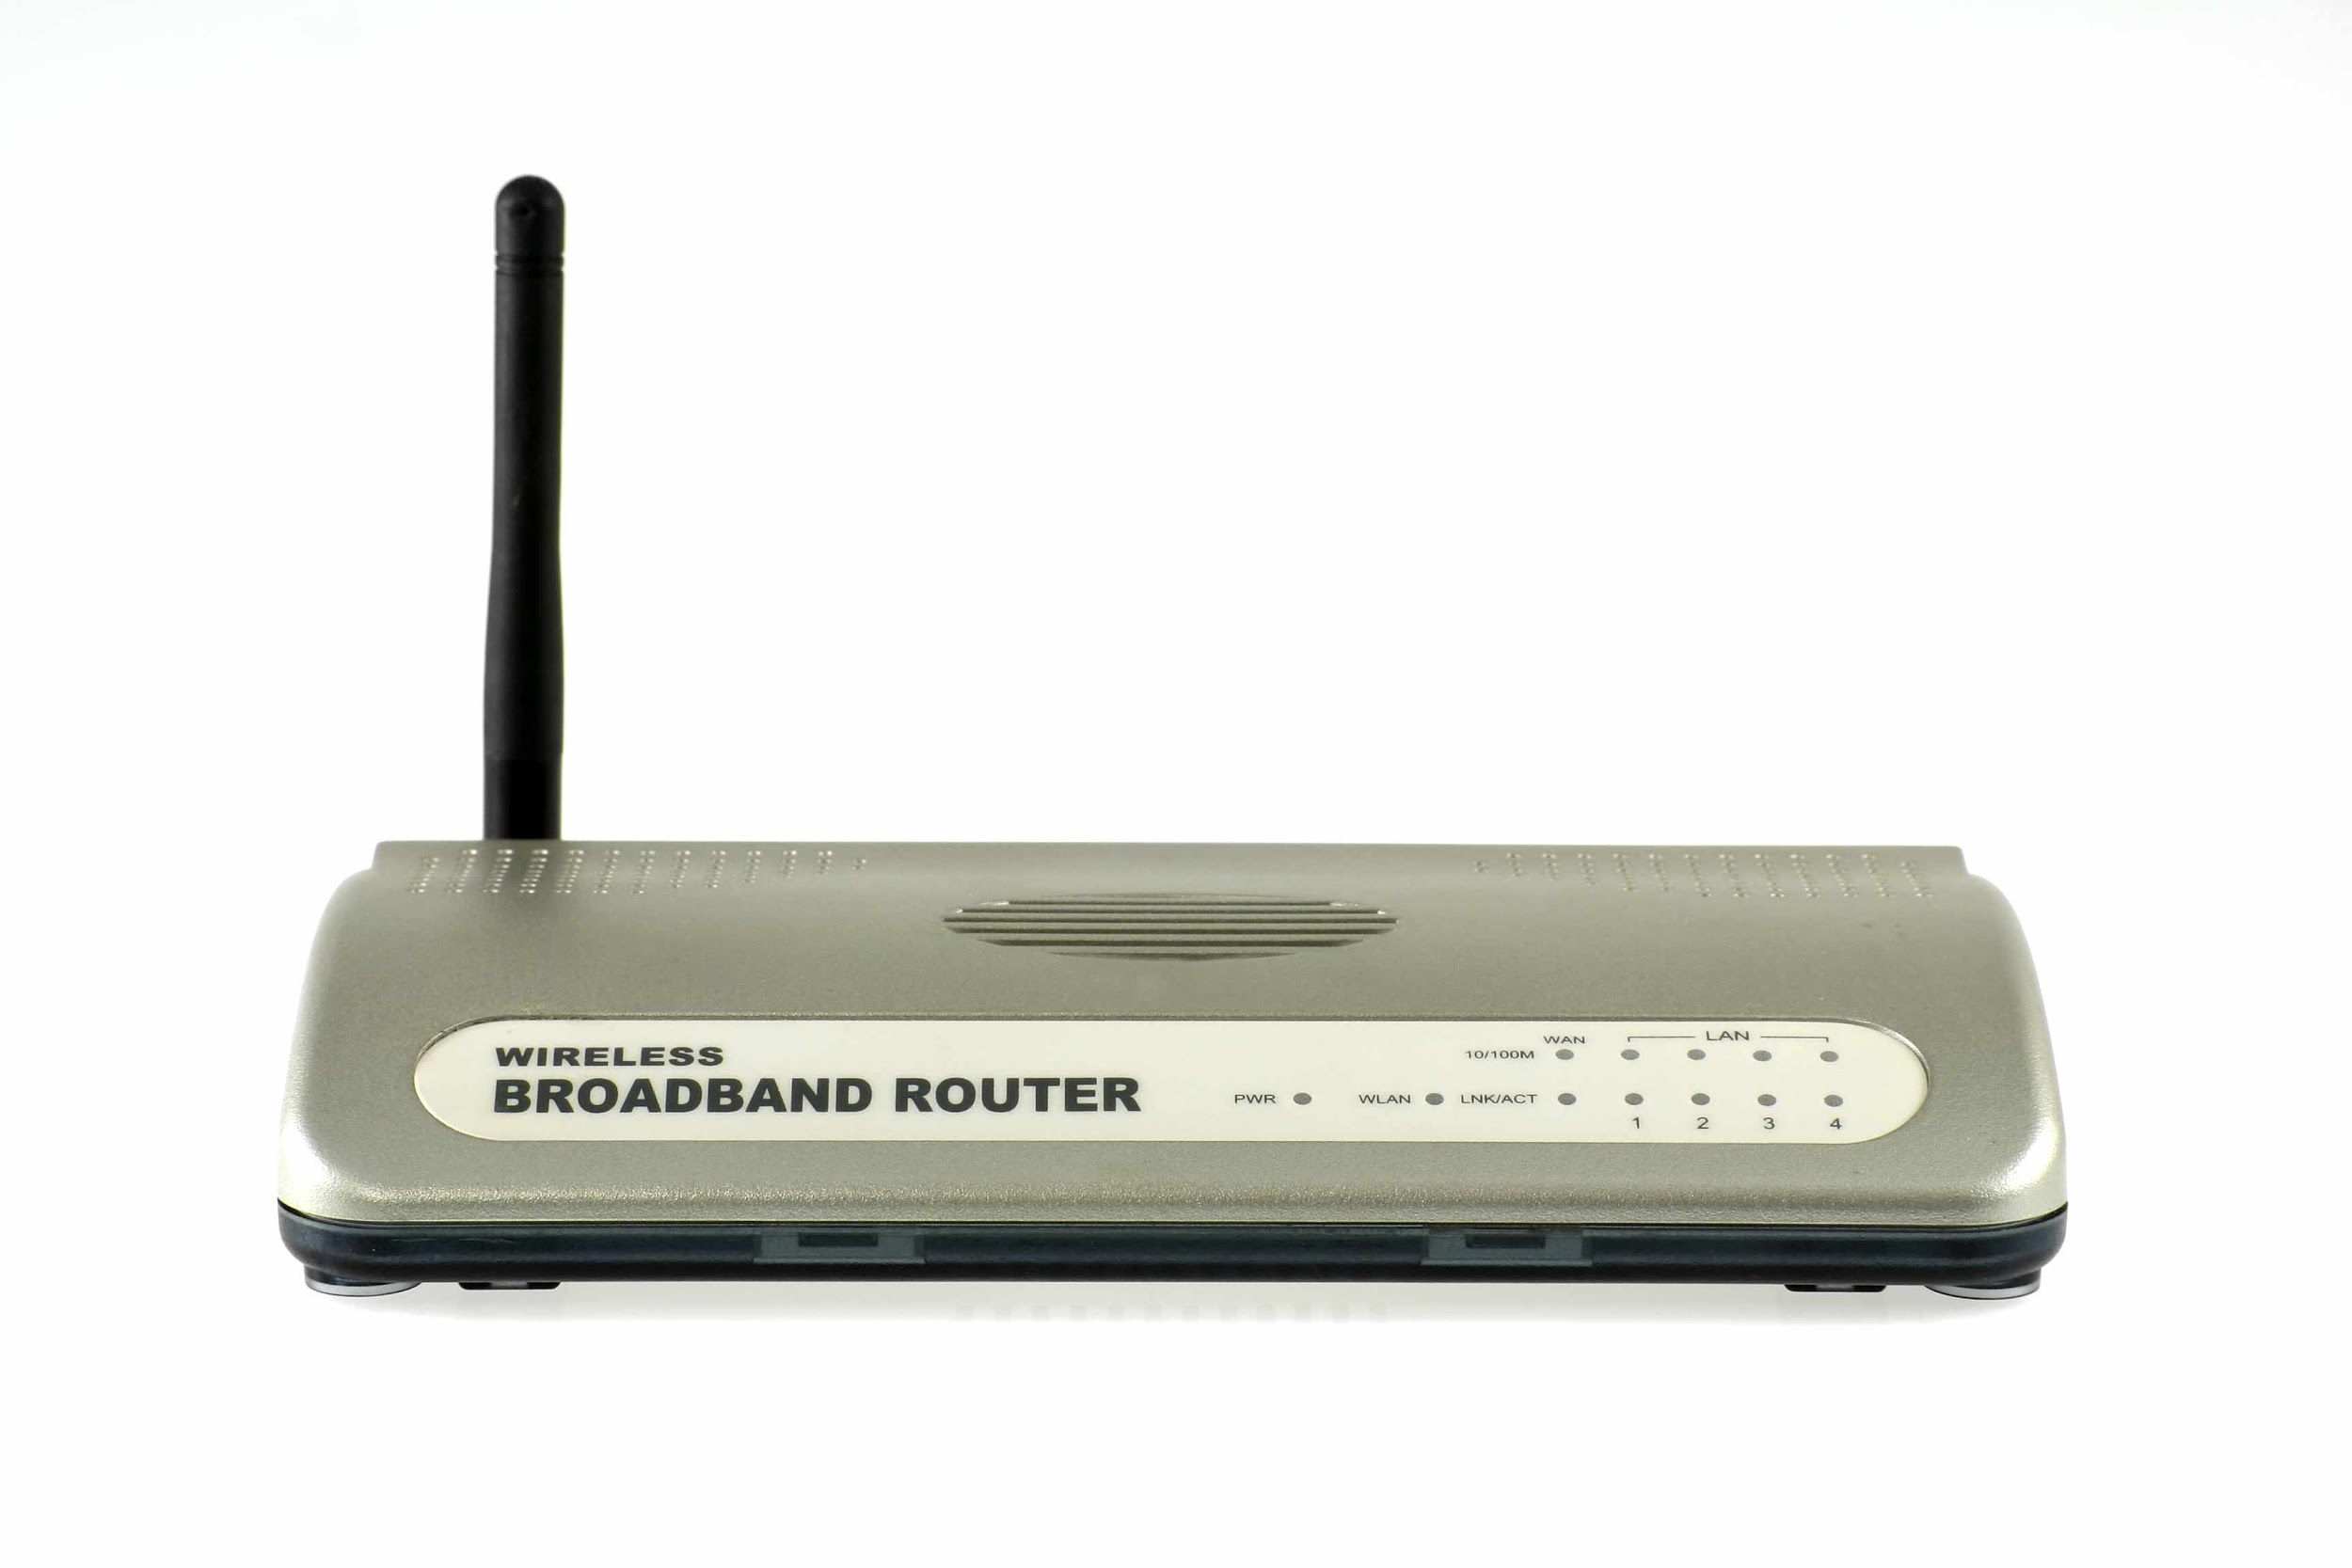 WIRELESS
BROADBAND ROUTER
PWR
WLAN
WAN
LAN
10/100M
LNK/ACT
1 2 3 4